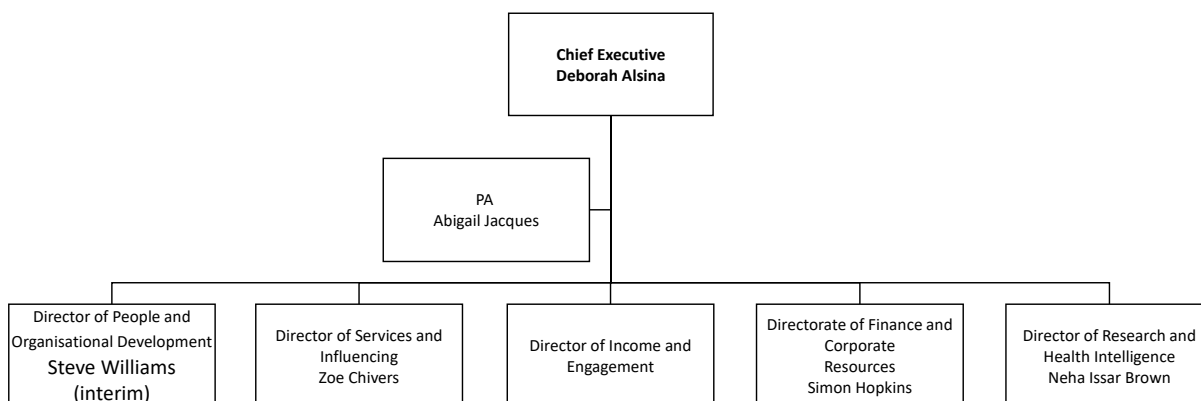 Chief Executive
Deborah Alsina
PA
Abigail Jacques
Director of People and
Organisational Development
Steve Williams
(interim)
Director of Services and
Influencing
Zoe Chivers
Director of Income and
Engagement
Directorate of Finance and
Corporate
Resources
Simon Hopkins
Director of Research and
Health Intelligence
Neha Issar Brown